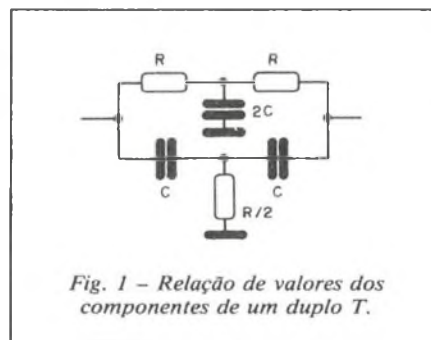 R R
2C
C C
R/2
Fig. 1 – Relação de valores dos
componentes de um duplo T.